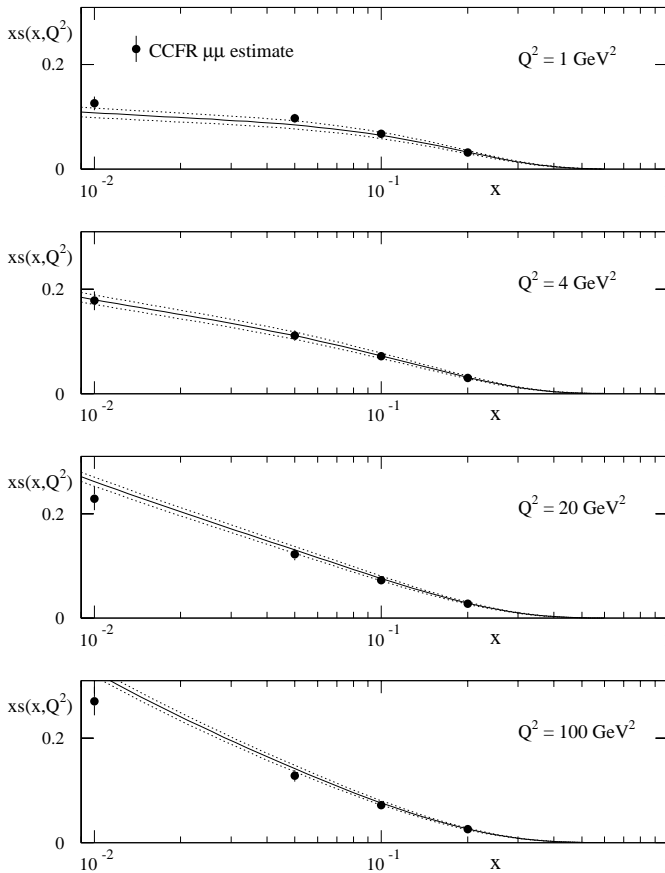 xs(x,Q²)
CCFR μμ estimate
Q² = 1 GeV²
0.2
0
10⁻²
10⁻¹
x
xs(x,Q²)
Q² = 4 GeV²
0.2
0
10⁻²
10⁻¹
x
xs(x,Q²)
Q² = 20 GeV²
0.2
0
10⁻²
10⁻¹
x
xs(x,Q²)
Q² = 100 GeV²
0.2
0
10⁻²
10⁻¹
x